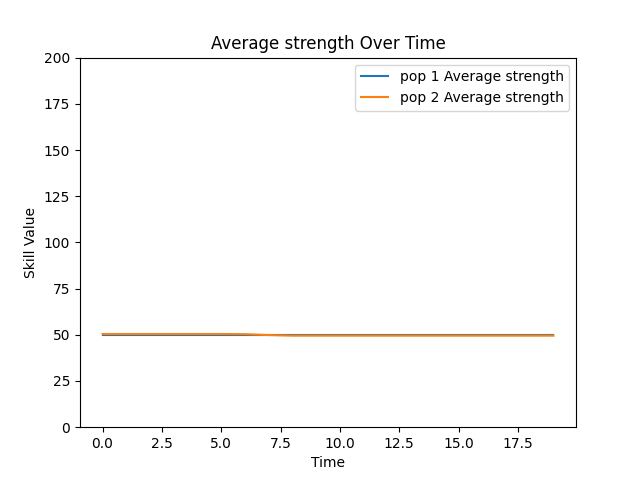 Average strength Over Time
pop 1 Average strength
pop 2 Average strength
Skill Value
200
175
150
125
100
75
50
25
0
0.0 2.5 5.0 7.5 10.0 12.5 15.0 17.5
Time